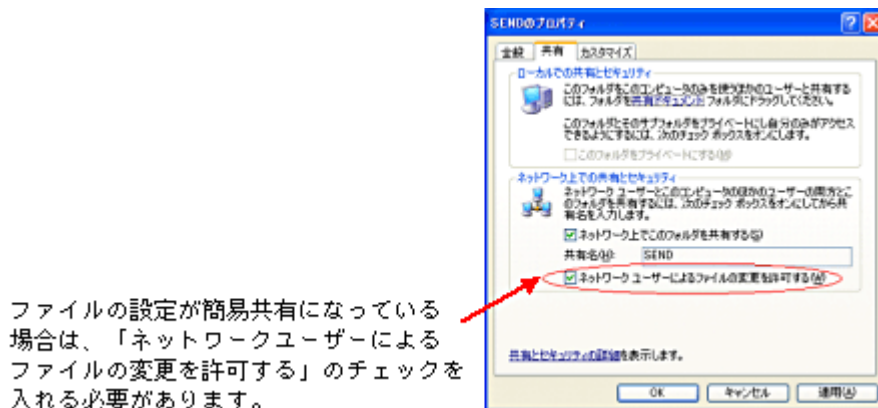 SENDのプロパティ
全般 共有 カスタマイズ
ローカルでの共有とセキュリティ
このフォルダをこのコンピュータのみを使うほかのユーザーと共有する
には、フォルダを共有ドキュメント フォルダにドラッグしてください。
このフォルダとそのサブフォルダをプライベートにし自分のみがアクセス
できるようにするには、次のチェック ボックスをオンにします。
このフォルダをプライベートにする(M)
ネットワーク上での共有とセキュリティ
ネットワーク ユーザーとこのコンピュータのほかのユーザーの両方とこ
のフォルダを共有するには、次のチェック ボックスをオンにしてから共
有名を入力します。
ネットワーク上でこのフォルダを共有する(S)
共有名(H): SEND
ネットワーク ユーザーによるファイルの変更を許可する(W)
共有とセキュリティの詳細を表示します。
OK キャンセル 適用(A)
ファイルの設定が簡易共有になっている
場合は、「ネットワークユーザーによる
ファイルの変更を許可する」のチェックを
入れる必要があります。